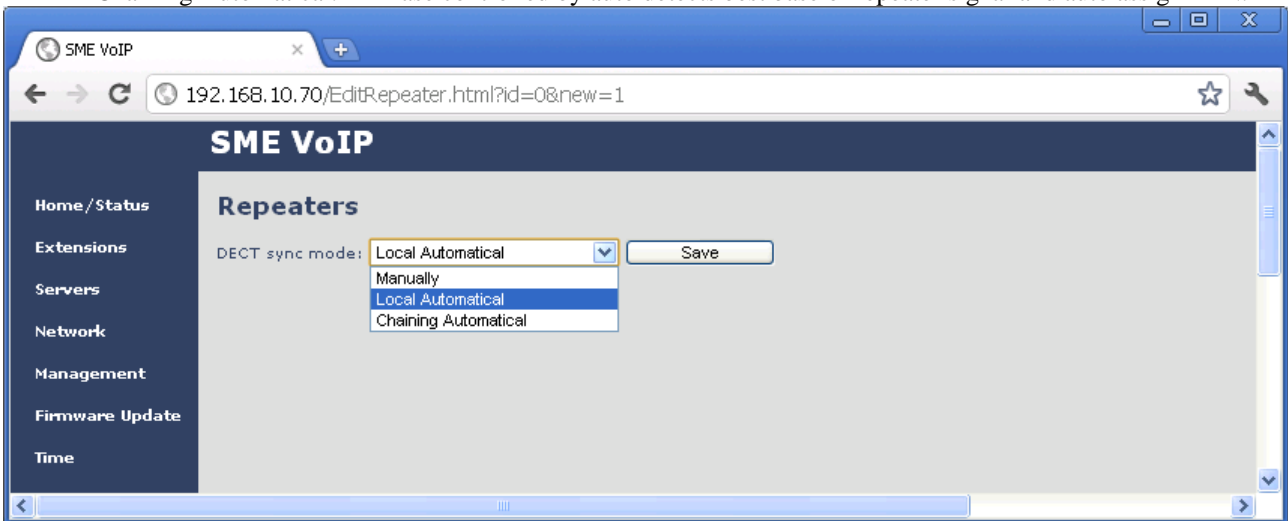 SME VoIP
192.168.10.70/EditRepeater.html?id=0&new=1
SME VoIP
Home/Status
Extensions
Servers
Network
Management
Firmware Update
Time
Repeaters
DECT sync mode: Local Automatical Save
Manually
Local Automatical
Chaining Automatical